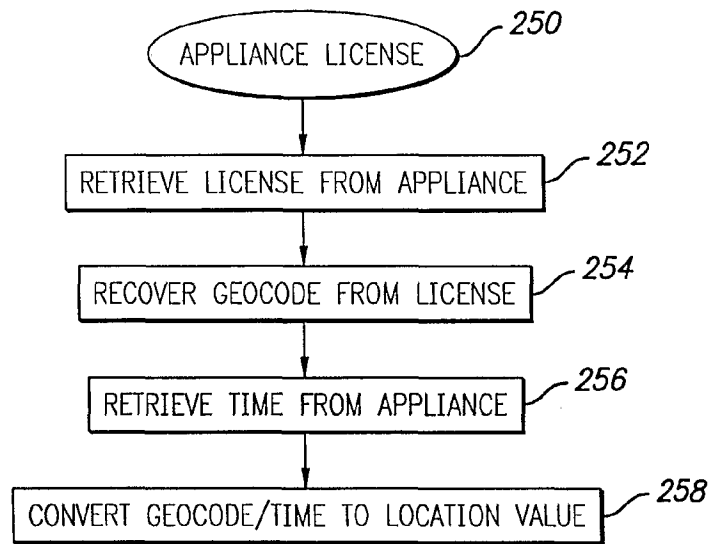 250
APPLIANCE LICENSE
252
RETRIEVE LICENSE FROM APPLIANCE
254
RECOVER GEOCODE FROM LICENSE
256
RETRIEVE TIME FROM APPLIANCE
258
CONVERT GEOCODE/TIME TO LOCATION VALUE